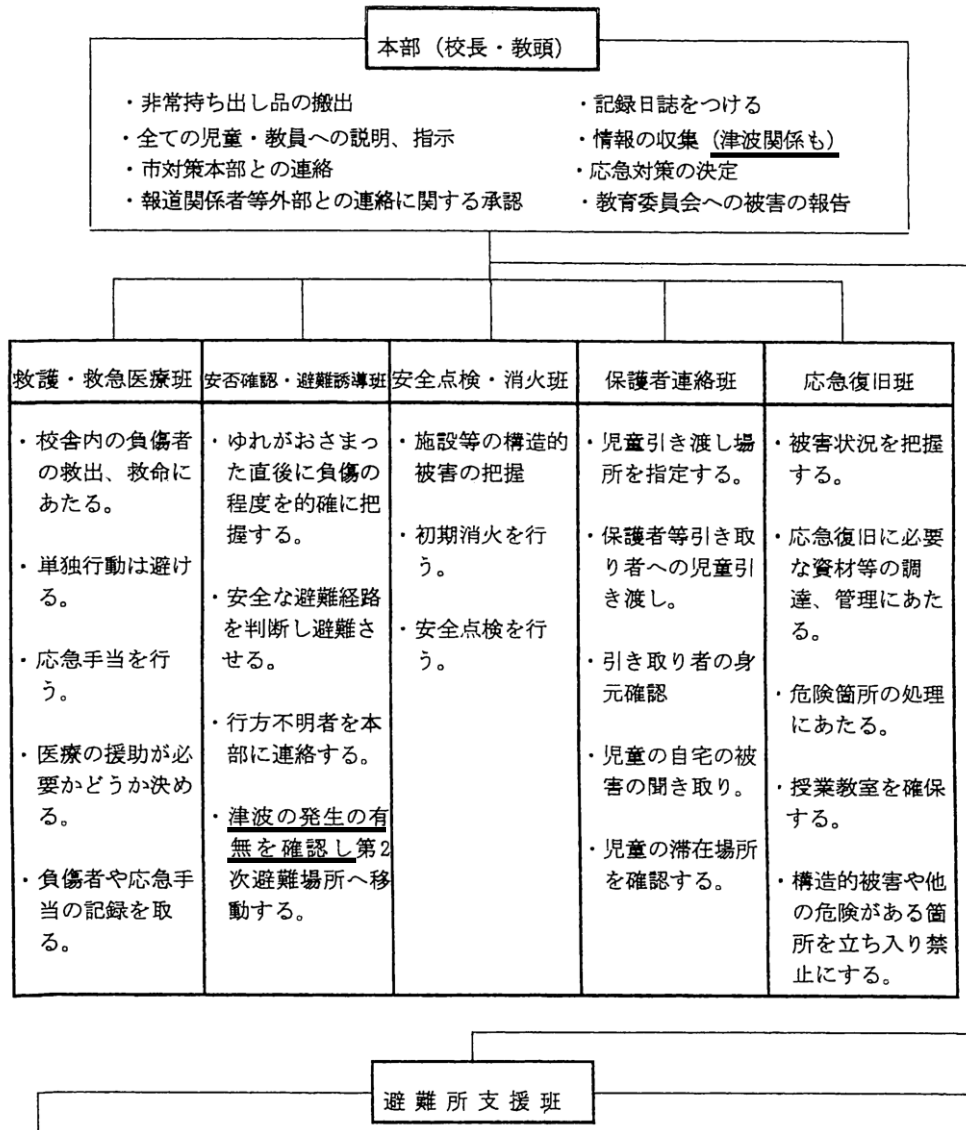 本部（校長・教頭）
・非常持ち出し品の搬出
・全ての児童・教員への説明、指示
・市対策本部との連絡
・報道関係者等外部との連絡に関する承認
・記録日誌をつける
・情報の収集（津波関係も）
・応急対策の決定
・教育委員会への被害の報告
救護・救急医療班
・校舎内の負傷者
の救出、救命に
あたる。
・単独行動は避け
る。
・応急手当を行
う。
・医療の援助が必
要かどうか決め
る。
・負傷者や応急手
当の記録を取
る。
安否確認・避難誘導班
・ゆれがおさまっ
た直後に負傷の
程度を的確に把
握する。
・安全な避難経路
を判断し避難さ
せる。
・行方不明者を本
部に連絡する。
・津波の発生の有
無を確認し第2
次避難場所へ移
動する。
安全点検・消火班
・施設等の構造的
被害の把握
・初期消火を行
う。
・安全点検を行
う。
保護者連絡班
・児童引き渡し場
所を指定する。
・保護者等引き取
り者への児童引
き渡し。
・引き取り者の身
元確認
・児童の自宅の被
害の聞き取り。
・児童の滞在場所
を確認する。
応急復旧班
・被害状況を把握
する。
・応急復旧に必要
な資材等の調
達、管理にあた
る。
・危険箇所の処理
にあたる。
・授業教室を確保
する。
・構造的被害や他
の危険がある箇
所を立ち入り禁
止にする。
避難所支援班